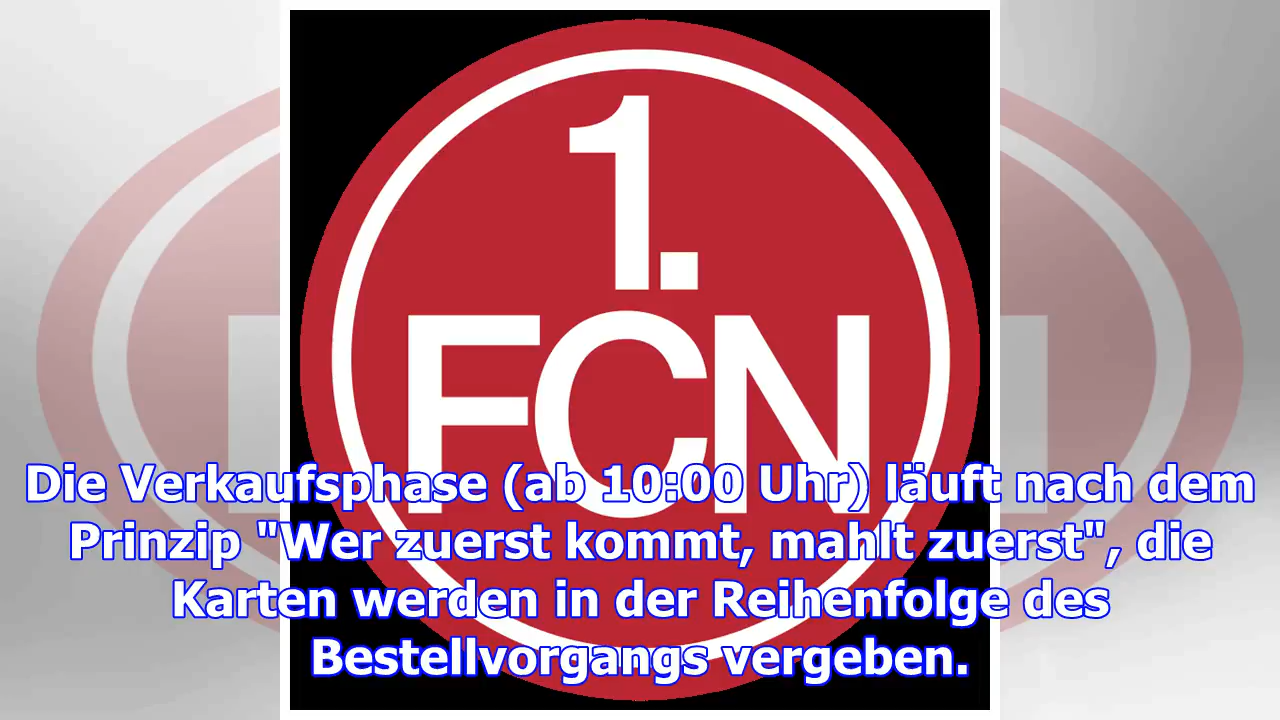 1.
FCN
Die Verkaufsphase (ab 10:00 Uhr) läuft nach dem
Prinzip "Wer zuerst kommt, mahlt zuerst", die
Karten werden in der Reihenfolge des
Bestellvorgangs vergeben.